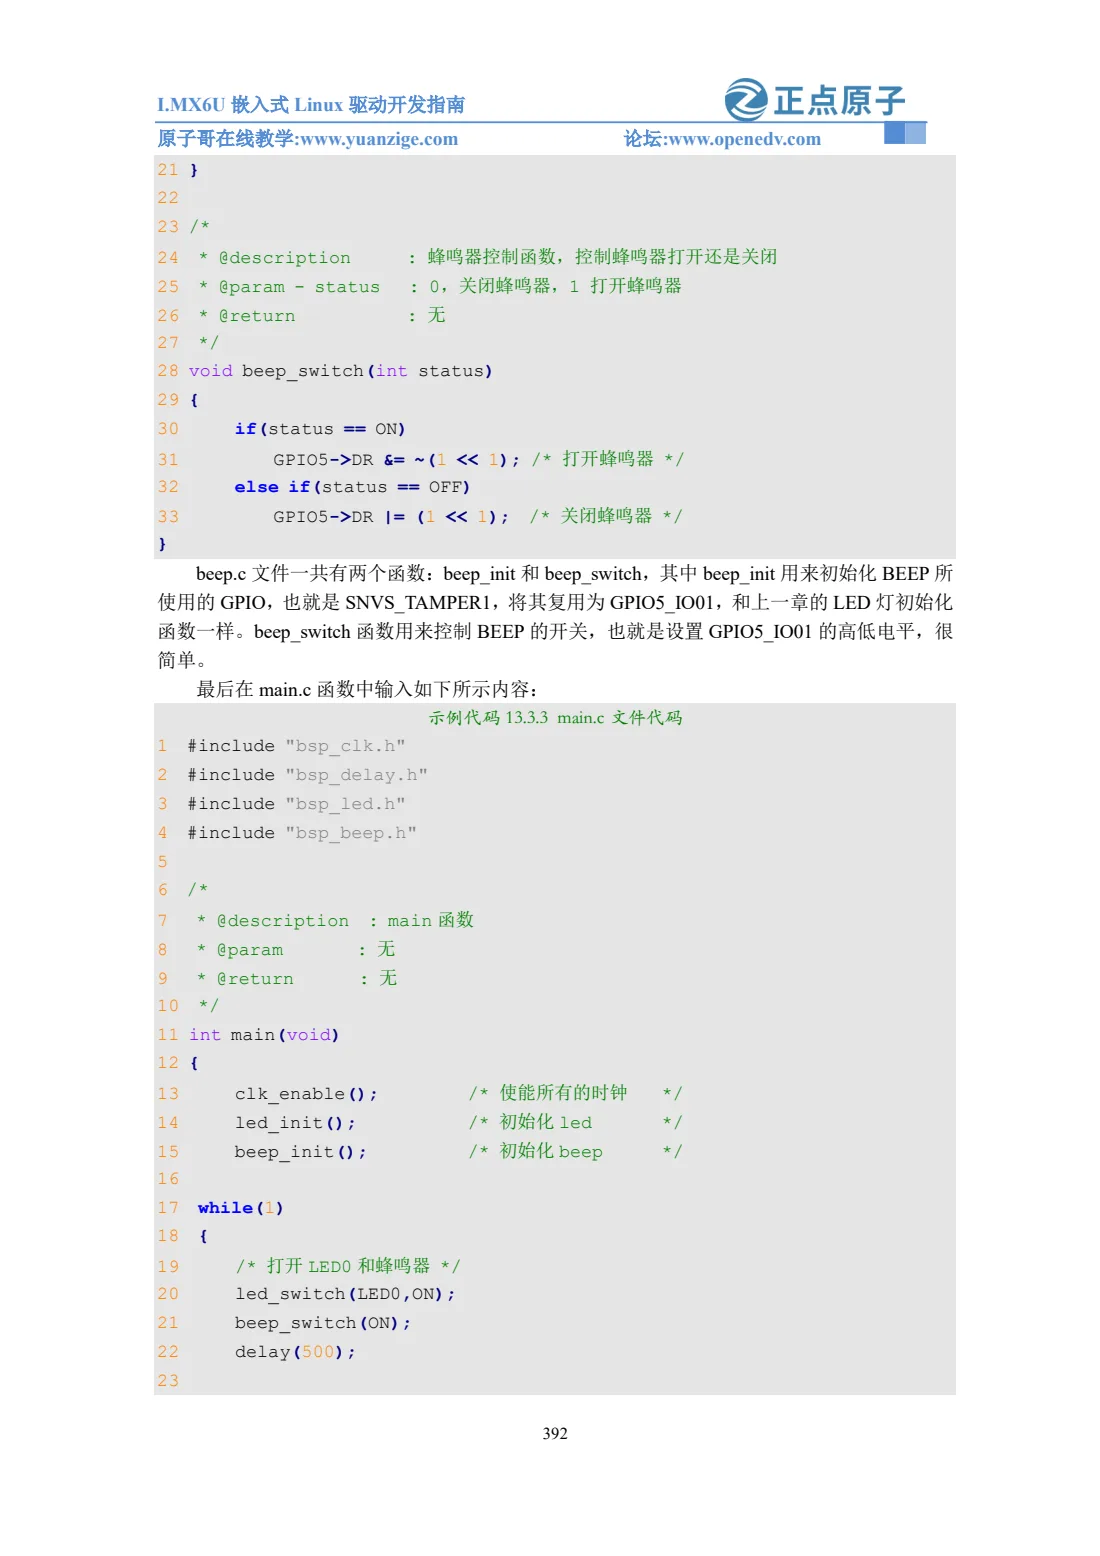 I.MX6U 嵌入式 Linux 驱动开发指南
正点原子
原子哥在线教学:www.yuanzige.com 论坛:www.openedv.com
21 }
22
23 /*
24  * @description      : 蜂鸣器控制函数，控制蜂鸣器打开还是关闭
25  * @param - status   : 0，关闭蜂鸣器，1 打开蜂鸣器
26  * @return           : 无
27  */
28 void beep_switch(int status)
29 {
30     if(status == ON)
31         GPIO5->DR &= ~(1 << 1); /* 打开蜂鸣器 */
32     else if(status == OFF)
33         GPIO5->DR |= (1 << 1);  /* 关闭蜂鸣器 */
}
beep.c 文件一共有两个函数：beep_init 和 beep_switch，其中 beep_init 用来初始化 BEEP 所
使用的 GPIO，也就是 SNVS_TAMPER1，将其复用为 GPIO5_IO01，和上一章的 LED 灯初始化
函数一样。beep_switch 函数用来控制 BEEP 的开关，也就是设置 GPIO5_IO01 的高低电平，很
简单。
最后在 main.c 函数中输入如下所示内容：
示例代码 13.3.3 main.c 文件代码
1  #include "bsp_clk.h"
2  #include "bsp_delay.h"
3  #include "bsp_led.h"
4  #include "bsp_beep.h"
5
6  /*
7   * @description  : main 函数
8   * @param        : 无
9   * @return       : 无
10  */
11 int main(void)
12 {
13     clk_enable();         /* 使能所有的时钟   */
14     led_init();           /* 初始化 led       */
15     beep_init();          /* 初始化 beep      */
16
17  while(1)
18  {
19     /* 打开 LED0 和蜂鸣器 */
20     led_switch(LED0,ON);
21     beep_switch(ON);
22     delay(500);
23
392